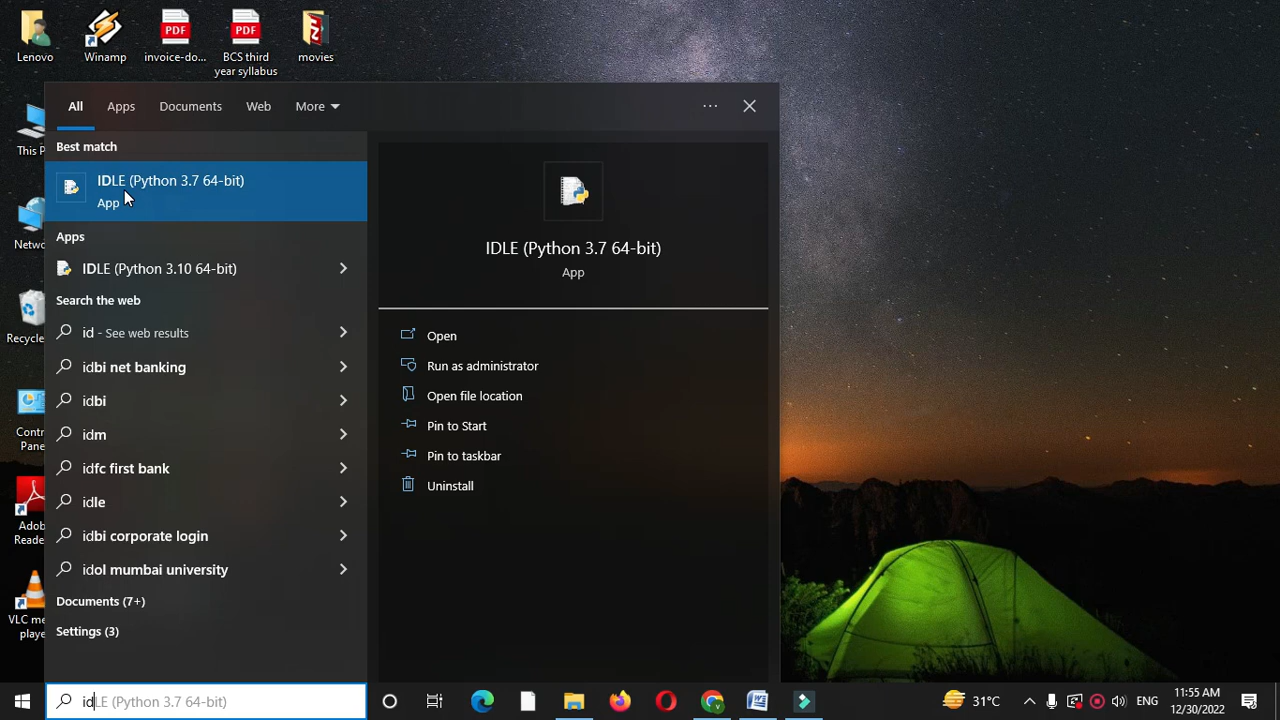 Lenovo
Winamp
invoice-do...
BCS third
year syllabus
movies
PDF
PDF
All
Apps
Documents
Web
More
Best match
IDLE (Python 3.7 64-bit)
App
Apps
IDLE (Python 3.10 64-bit)
Search the web
id - See web results
idbi net banking
idbi
idm
idfc first bank
idle
idbi corporate login
idol mumbai university
Documents (7+)
Settings (3)
IDLE (Python 3.7 64-bit)
App
Open
Run as administrator
Open file location
Pin to Start
Pin to taskbar
Uninstall
This P
Netwo
Recycle
Contr
Pane
Adob
Reade
VLC me
playe
idLE (Python 3.7 64-bit)
31°C
ENG
11:55 AM
12/30/2022